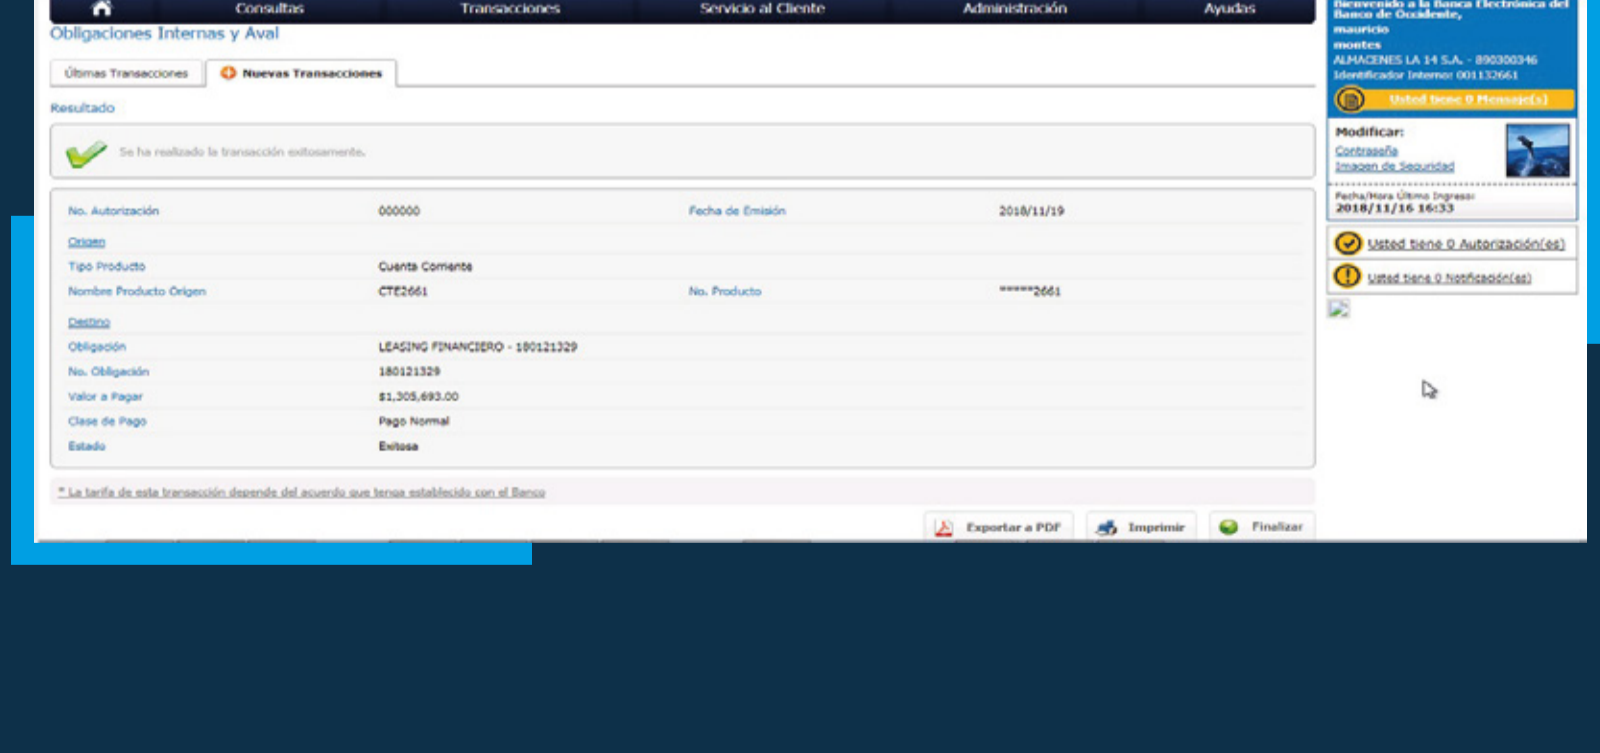 Consultas Transacciones Servicio al Cliente Administración Ayudas
Obligaciones Internas y Aval
Últimas Transacciones Nuevas Transacciones
Resultado
Se ha realizado la transacción exitosamente.
No. Autorización 000000 Fecha de Emisión 2018/11/19
Origen
Tipo Producto Cuenta Corriente
Nombre Producto Origen CTE2661 No. Producto *****2661
Destino
Obligación LEASING FINANCIERO - 180121329
No. Obligación 180121329
Valor a Pagar $1,305,693.00
Clase de Pago Pago Normal
Estado Exitosa
* La tarifa de esta transacción depende del acuerdo que tenga establecido con el Banco
Exportar a PDF Imprimir Finalizar
Bienvenido a la Banca Electrónica del
Banco de Occidente,
mauricio
montes
ALMACENES LA 14 S.A. - 890300346
Identificador Interno: 001132661
Usted tiene 0 Mensaje(s)
Modificar:
Contraseña
Imagen de Seguridad
Fecha/Hora Último Ingreso:
2018/11/16 16:33
Usted tiene 0 Autorización(es)
Usted tiene 0 Notificación(es)